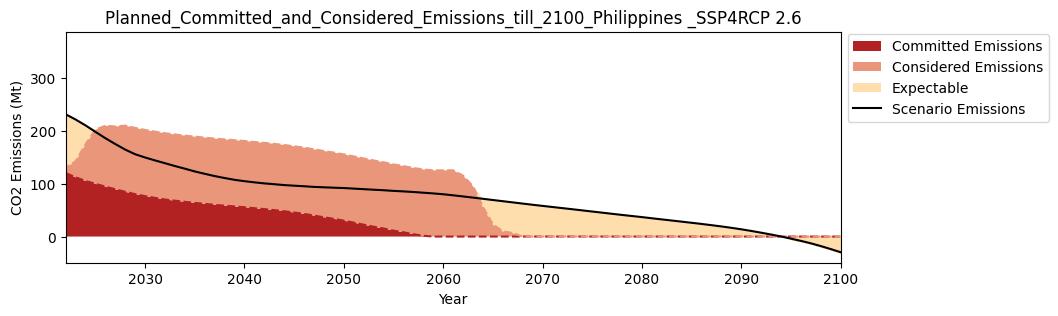 Planned_Committed_and_Considered_Emissions_till_2100_Philippines _SSP4RCP 2.6
CO2 Emissions (Mt)
300
200
100
0
2030 2040 2050 2060 2070 2080 2090 2100
Year
Committed Emissions
Considered Emissions
Expectable
Scenario Emissions